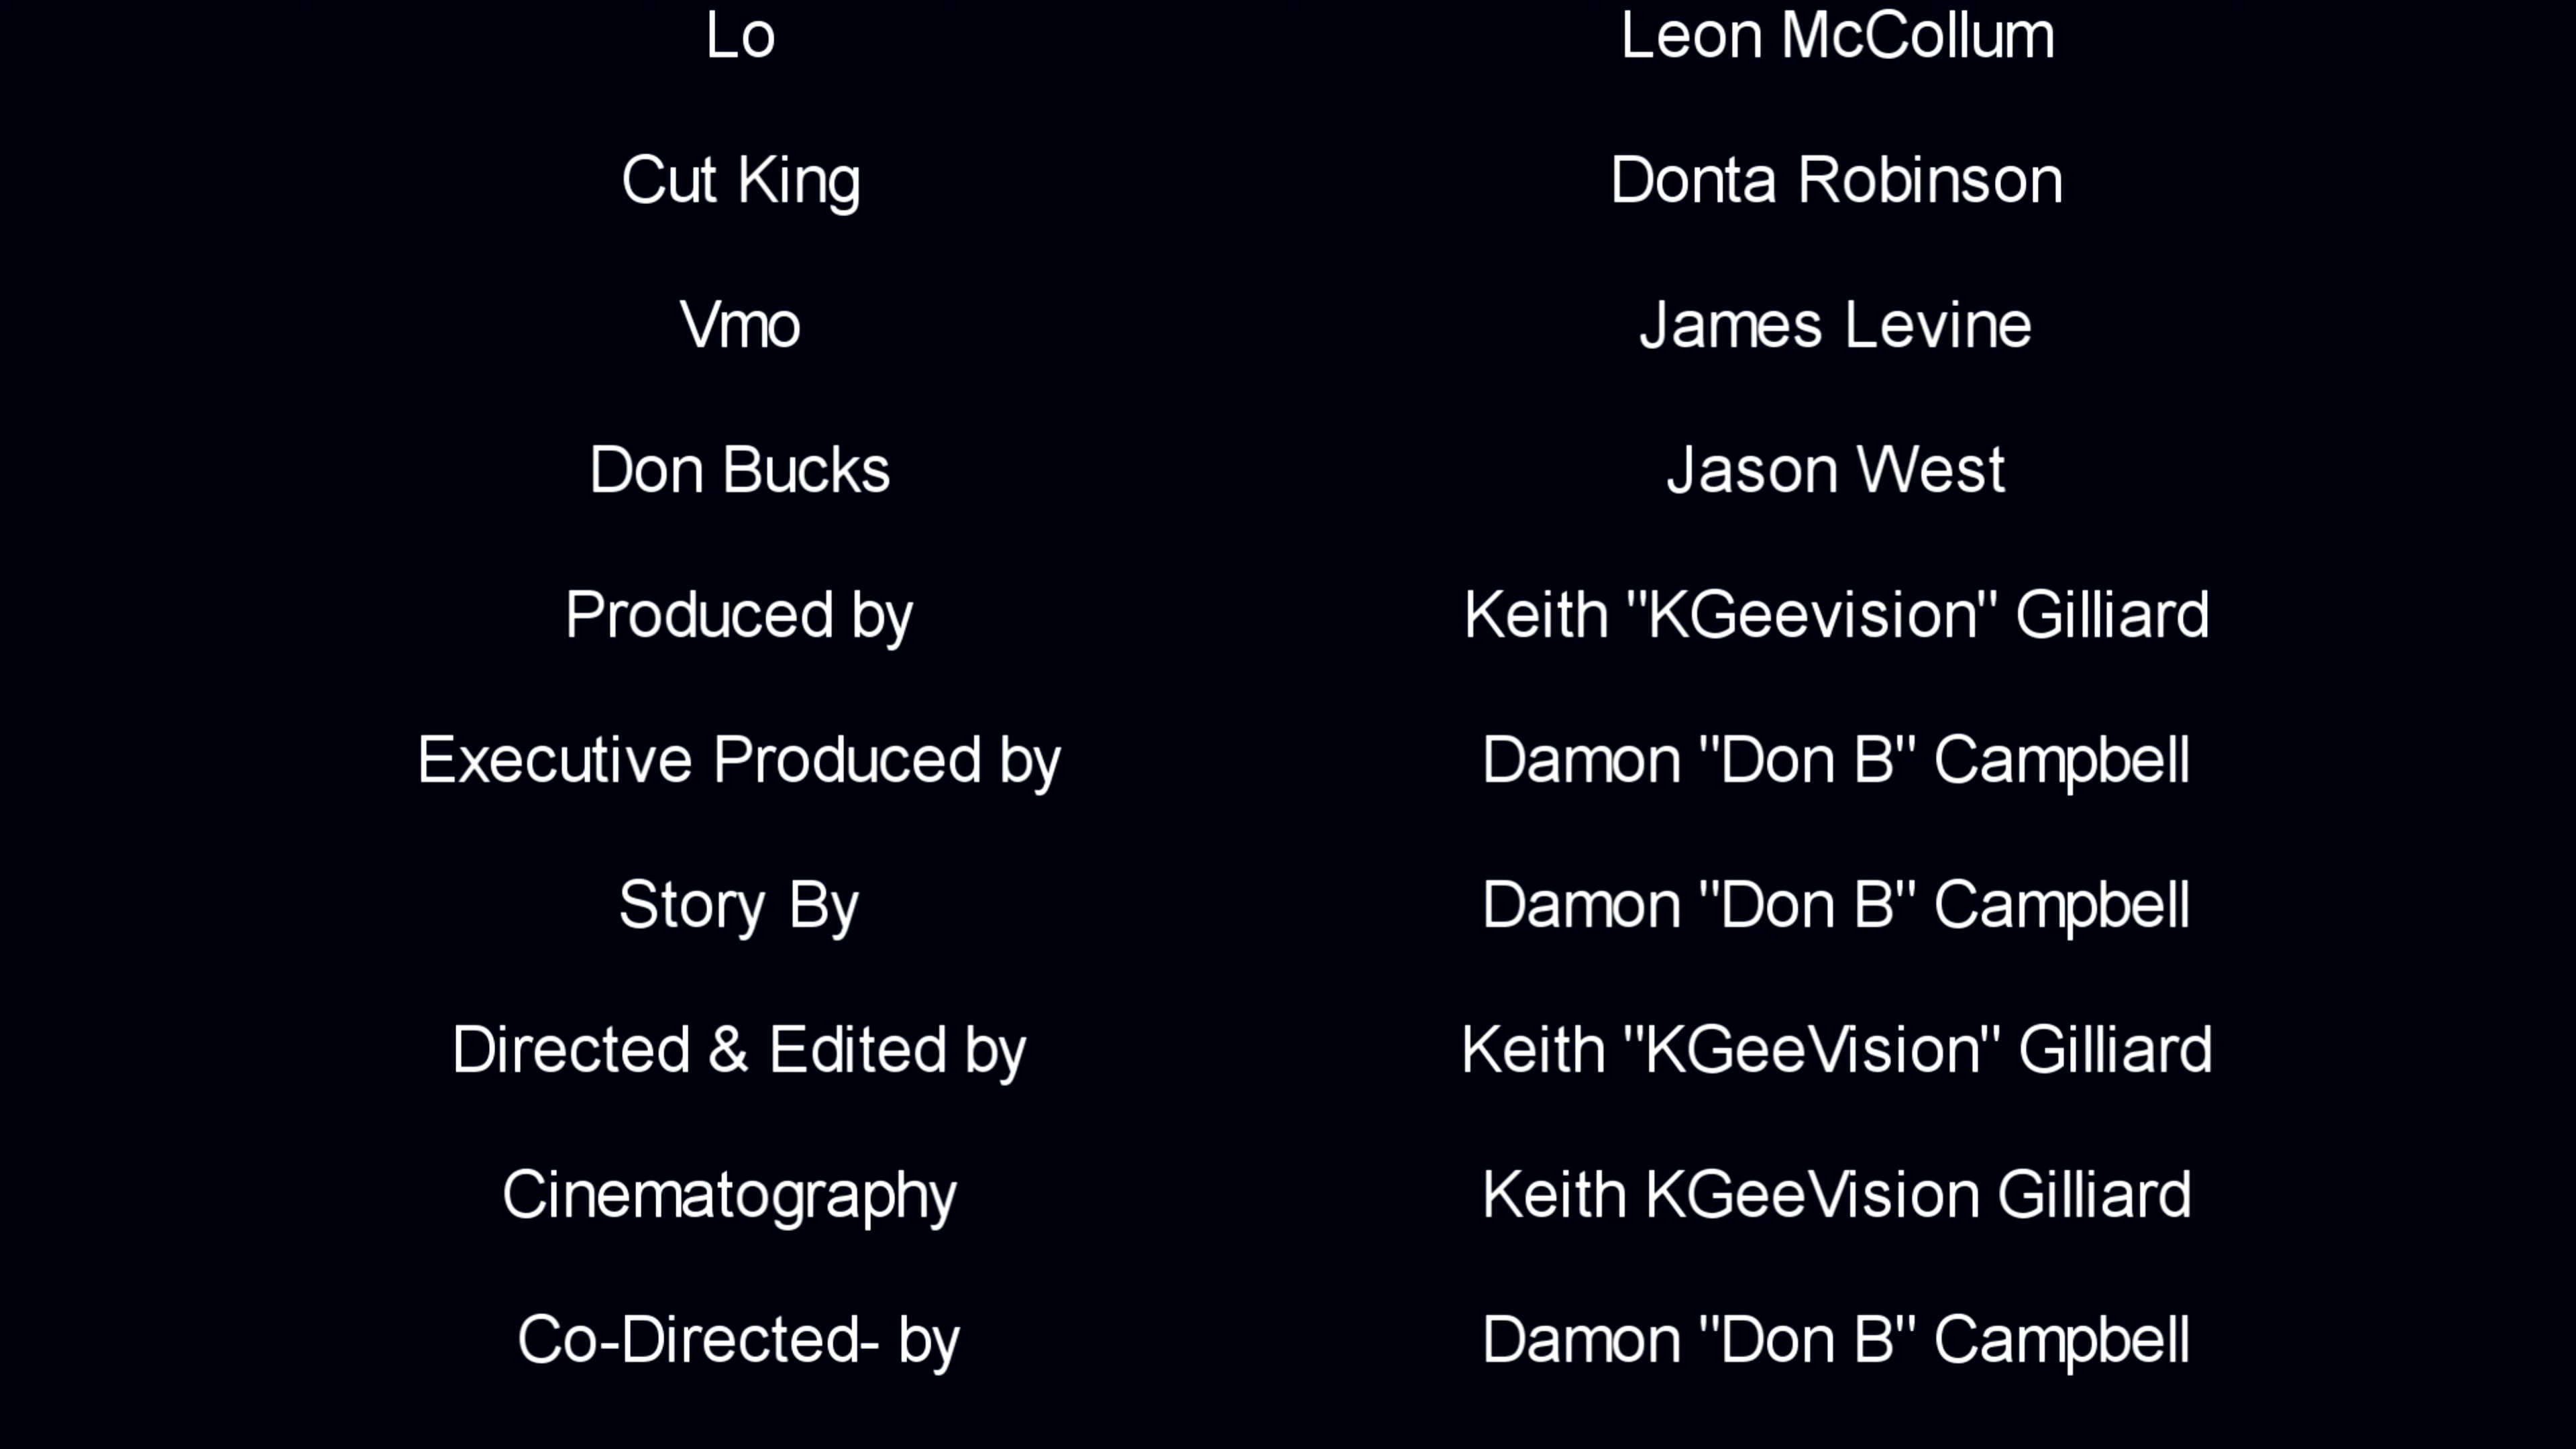 Lo Leon McCollum
Cut King Donta Robinson
Vmo James Levine
Don Bucks Jason West
Produced by Keith "KGeevision" Gilliard
Executive Produced by Damon "Don B" Campbell
Story By Damon "Don B" Campbell
Directed & Edited by Keith "KGeeVision" Gilliard
Cinematography Keith KGeeVision Gilliard
Co-Directed- by Damon "Don B" Campbell